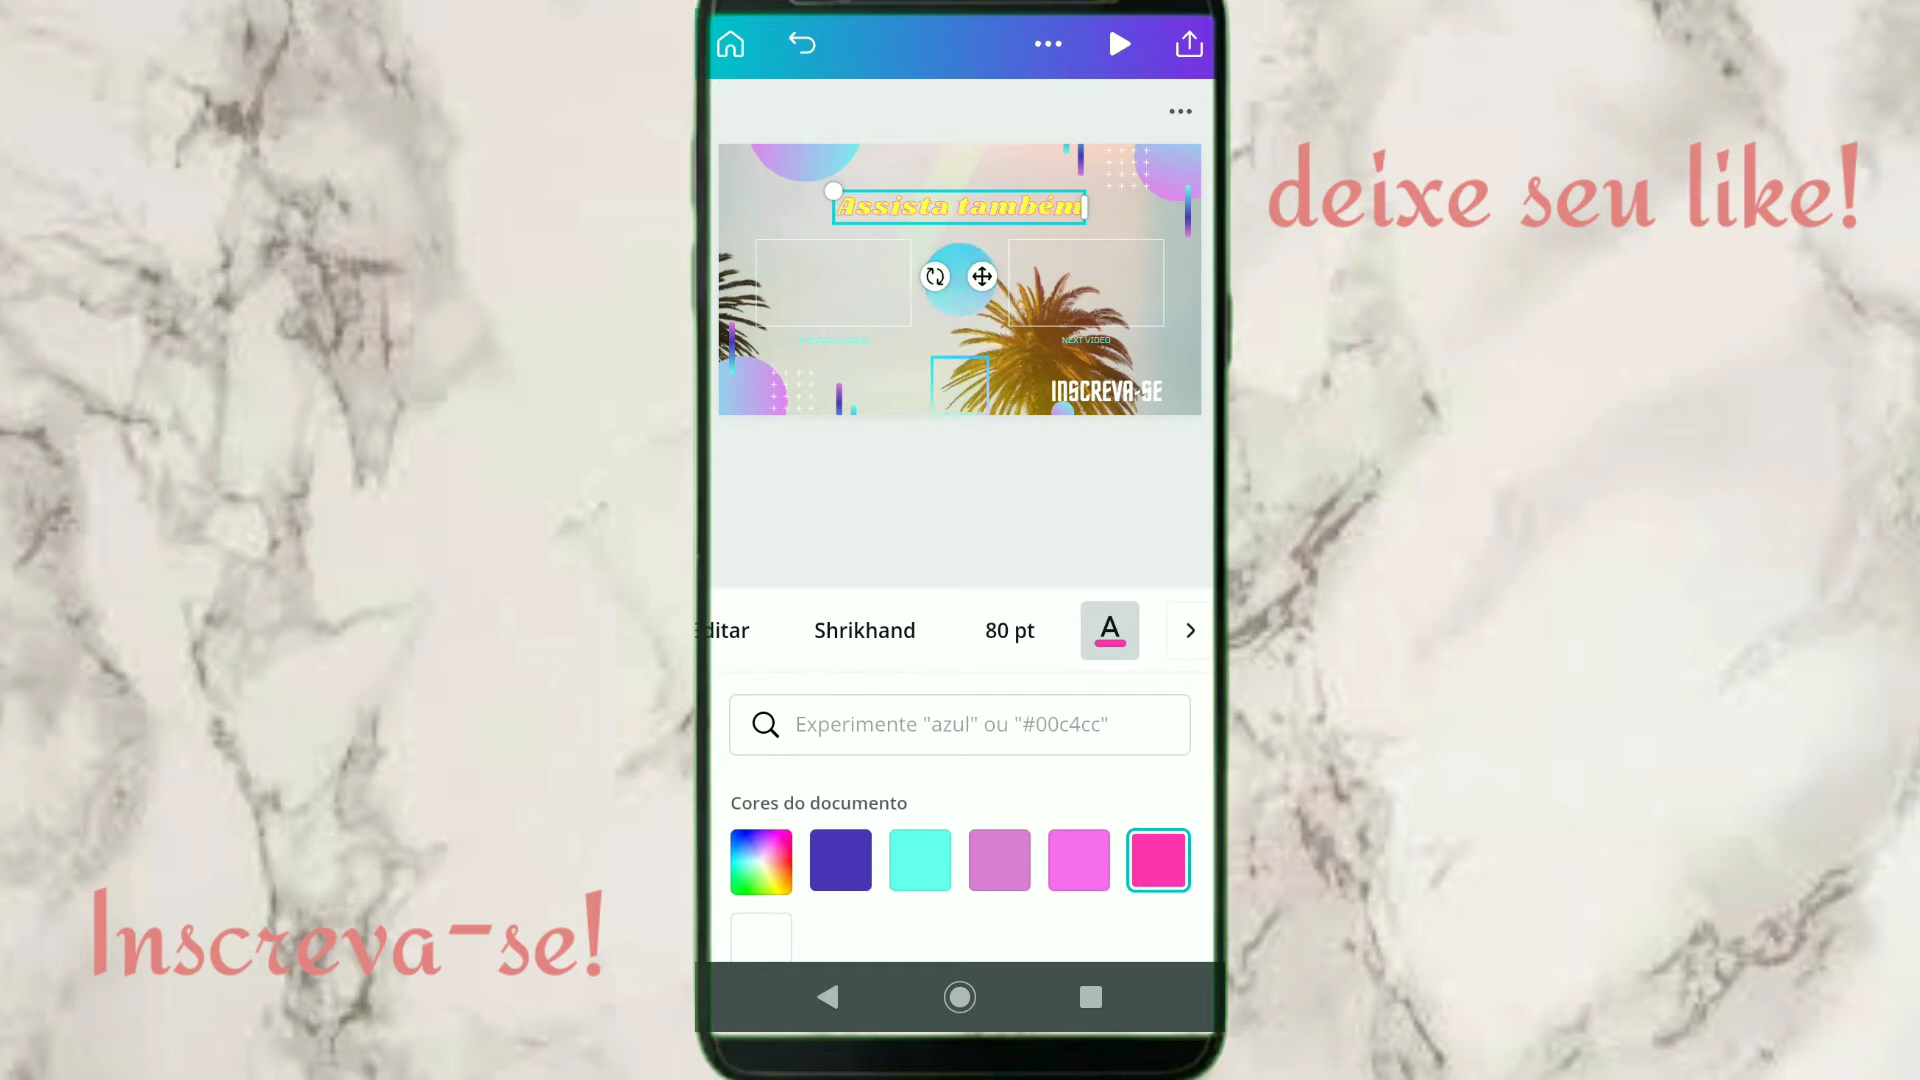 deixe seu like!
Assista também
NEXT VIDEO
INSCREVA-SE
ditar
Shrikhand
80 pt
A
Experimente "azul" ou "#00c4cc"
Cores do documento
Inscreva-se!